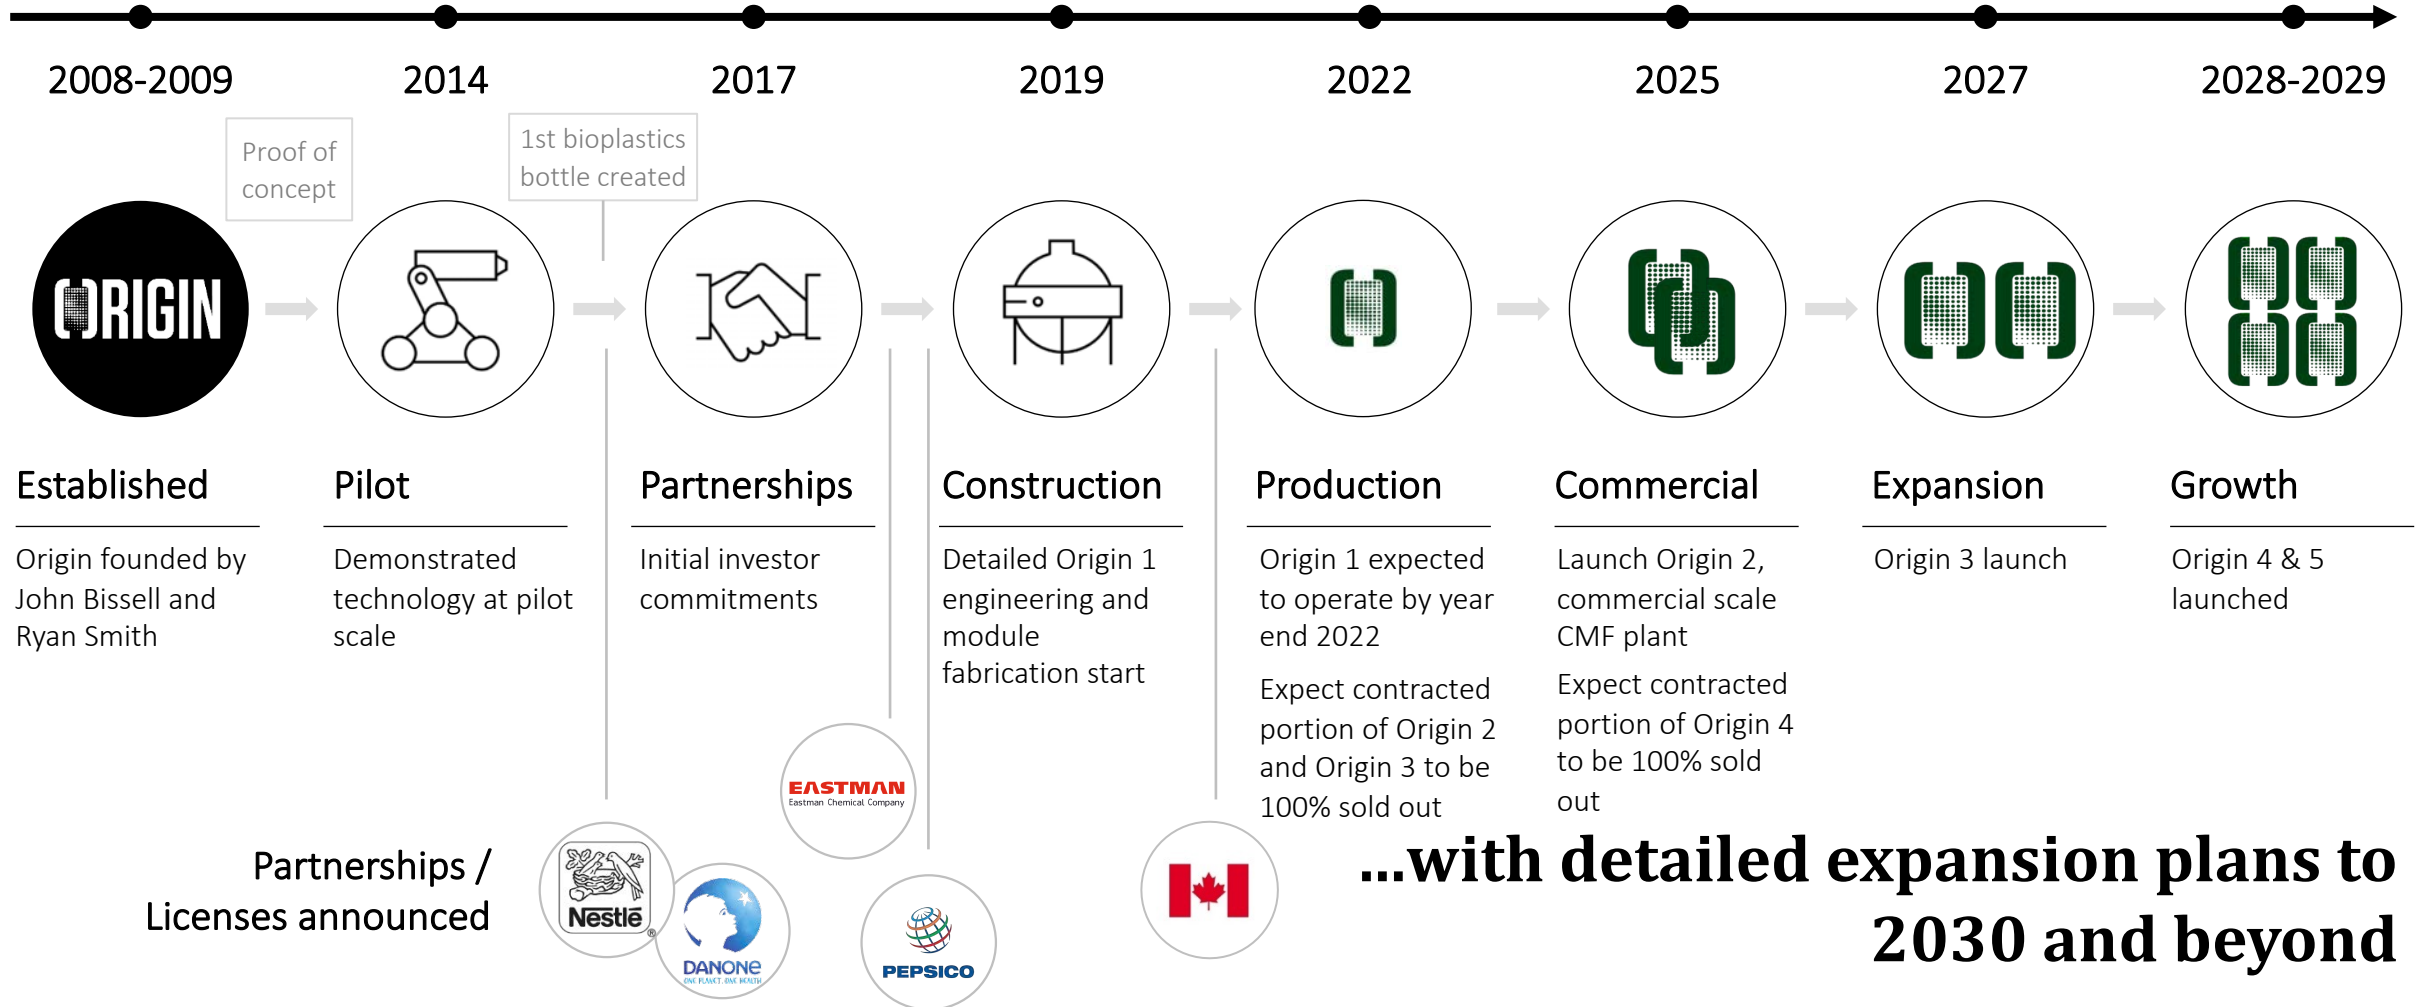 2008-2009
2014
2017
2019
2022
2025
2027
2028-2029
Proof of
concept
1st bioplastics
bottle created
ORIGIN
Established
Origin founded by
John Bissell and
Ryan Smith
Pilot
Demonstrated
technology at pilot
scale
Partnerships
Initial investor
commitments
Construction
Detailed Origin 1
engineering and
module
fabrication start
Production
Origin 1 expected
to operate by year
end 2022
Expect contracted
portion of Origin 2
and Origin 3 to be
100% sold out
Commercial
Launch Origin 2,
commercial scale
CMF plant
Expect contracted
portion of Origin 4
to be 100% sold
out
Expansion
Origin 3 launch
Growth
Origin 4 & 5
launched
Partnerships /
Licenses announced
Nestlé
®
DANONE
ONE PLANET. ONE HEALTH
EASTMAN
Eastman Chemical Company
PEPSICO
...with detailed expansion plans to
2030 and beyond